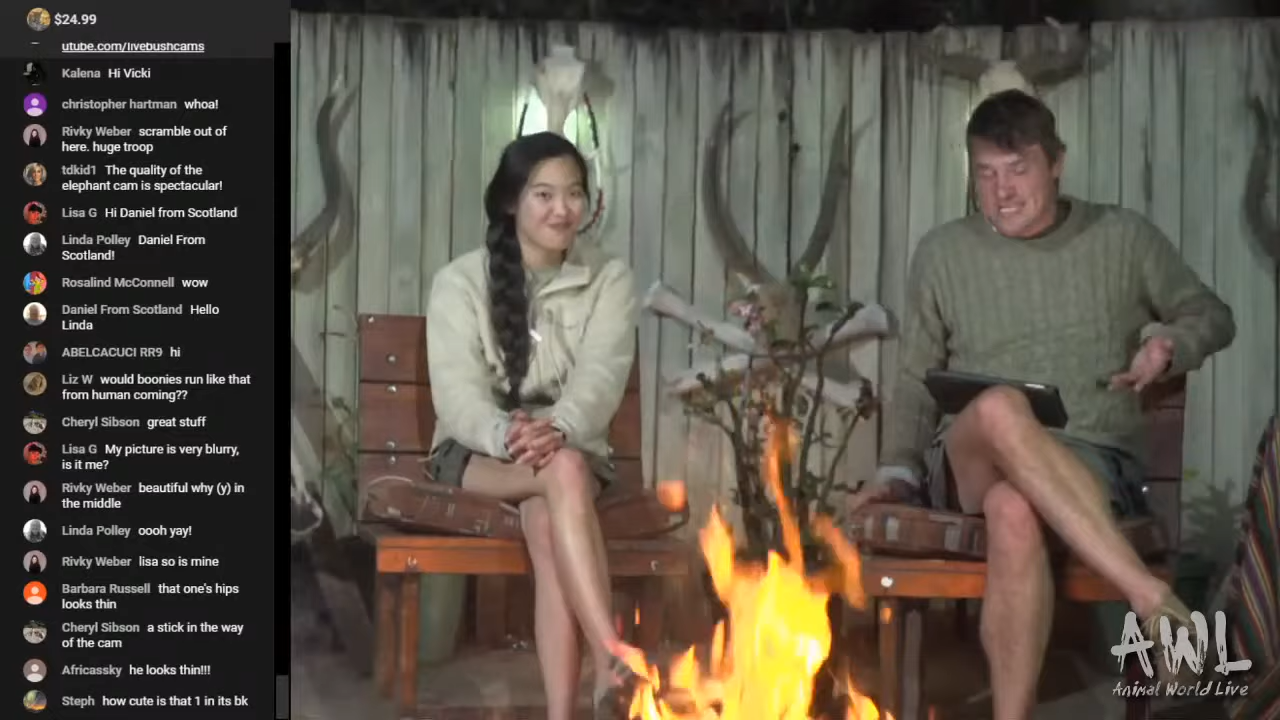 $24.99
utube.com/livebushcams
Kalena Hi Vicki
christopher hartman whoa!
Rivky Weber scramble out of
here. huge troop
tdkid1 The quality of the
elephant cam is spectacular!
Lisa G Hi Daniel from Scotland
Linda Polley Daniel From
Scotland!
Rosalind McConnell wow
Daniel From Scotland Hello
Linda
ABELCACUCI RR9 hi
Liz W would boonies run like that
from human coming??
Cheryl Sibson great stuff
Lisa G My picture is very blurry,
is it me?
Rivky Weber beautiful why (y) in
the middle
Linda Polley oooh yay!
Rivky Weber lisa so is mine
Barbara Russell that one's hips
looks thin
Cheryl Sibson a stick in the way
of the cam
Africassky he looks thin!!!
Steph how cute is that 1 in its bk
AWL
Animal World Live